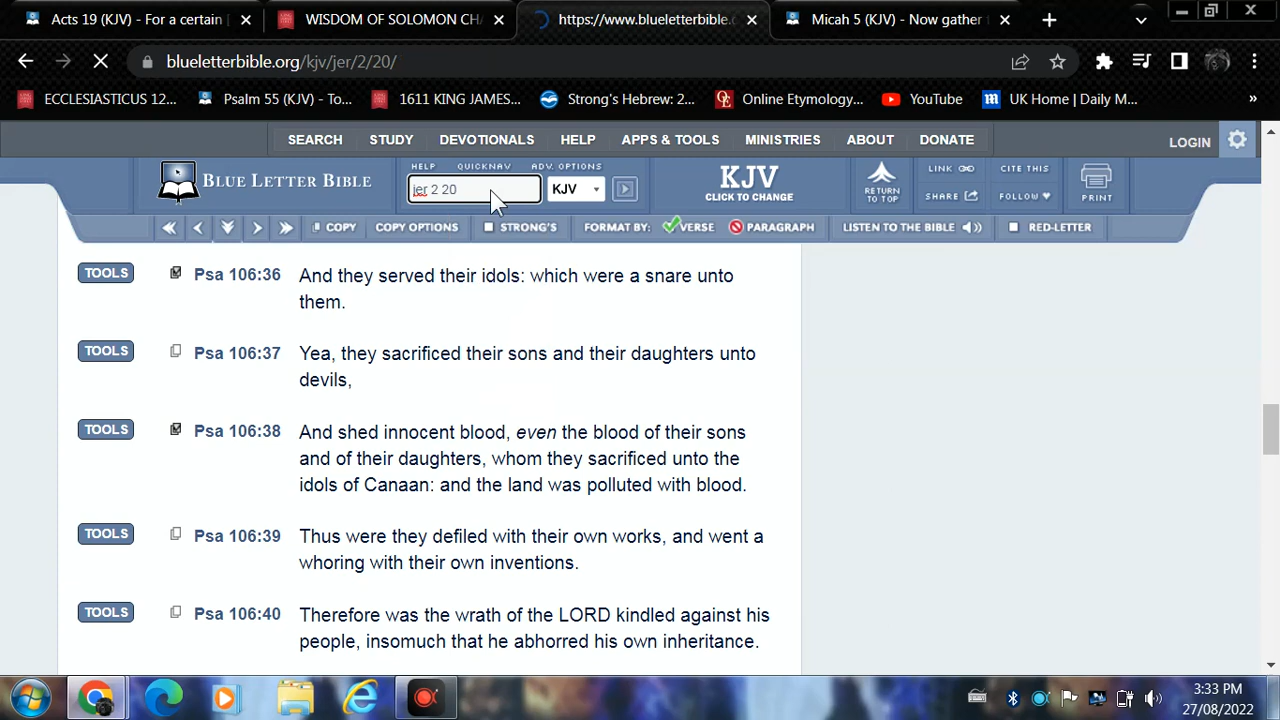 Acts 19 (KJV) - For a certain
WISDOM OF SOLOMON CHA
https://www.blueletterbible.
Micah 5 (KJV) - Now gather
blueletterbible.org/kjv/jer/2/20/
ECCLESIASTICUS 12...
Psalm 55 (KJV) - To...
1611 KING JAMES...
Strong's Hebrew: 2...
Online Etymology...
YouTube
UK Home | Daily M...
SEARCH STUDY DEVOTIONALS HELP APPS & TOOLS MINISTRIES ABOUT DONATE LOGIN
HELP QUICKNAV ADV. OPTIONS
BLUE LETTER BIBLE
jer 2 20
KJV
KJV
CLICK TO CHANGE
RETURN
TO TOP
LINK
CITE THIS
SHARE
FOLLOW
PRINT
COPY COPY OPTIONS STRONG'S FORMAT BY: VERSE PARAGRAPH LISTEN TO THE BIBLE RED-LETTER
TOOLS Psa 106:36 And they served their idols: which were a snare unto
them.
TOOLS Psa 106:37 Yea, they sacrificed their sons and their daughters unto
devils,
TOOLS Psa 106:38 And shed innocent blood, even the blood of their sons
and of their daughters, whom they sacrificed unto the
idols of Canaan: and the land was polluted with blood.
TOOLS Psa 106:39 Thus were they defiled with their own works, and went a
whoring with their own inventions.
TOOLS Psa 106:40 Therefore was the wrath of the LORD kindled against his
people, insomuch that he abhorred his own inheritance.
3:33 PM
27/08/2022